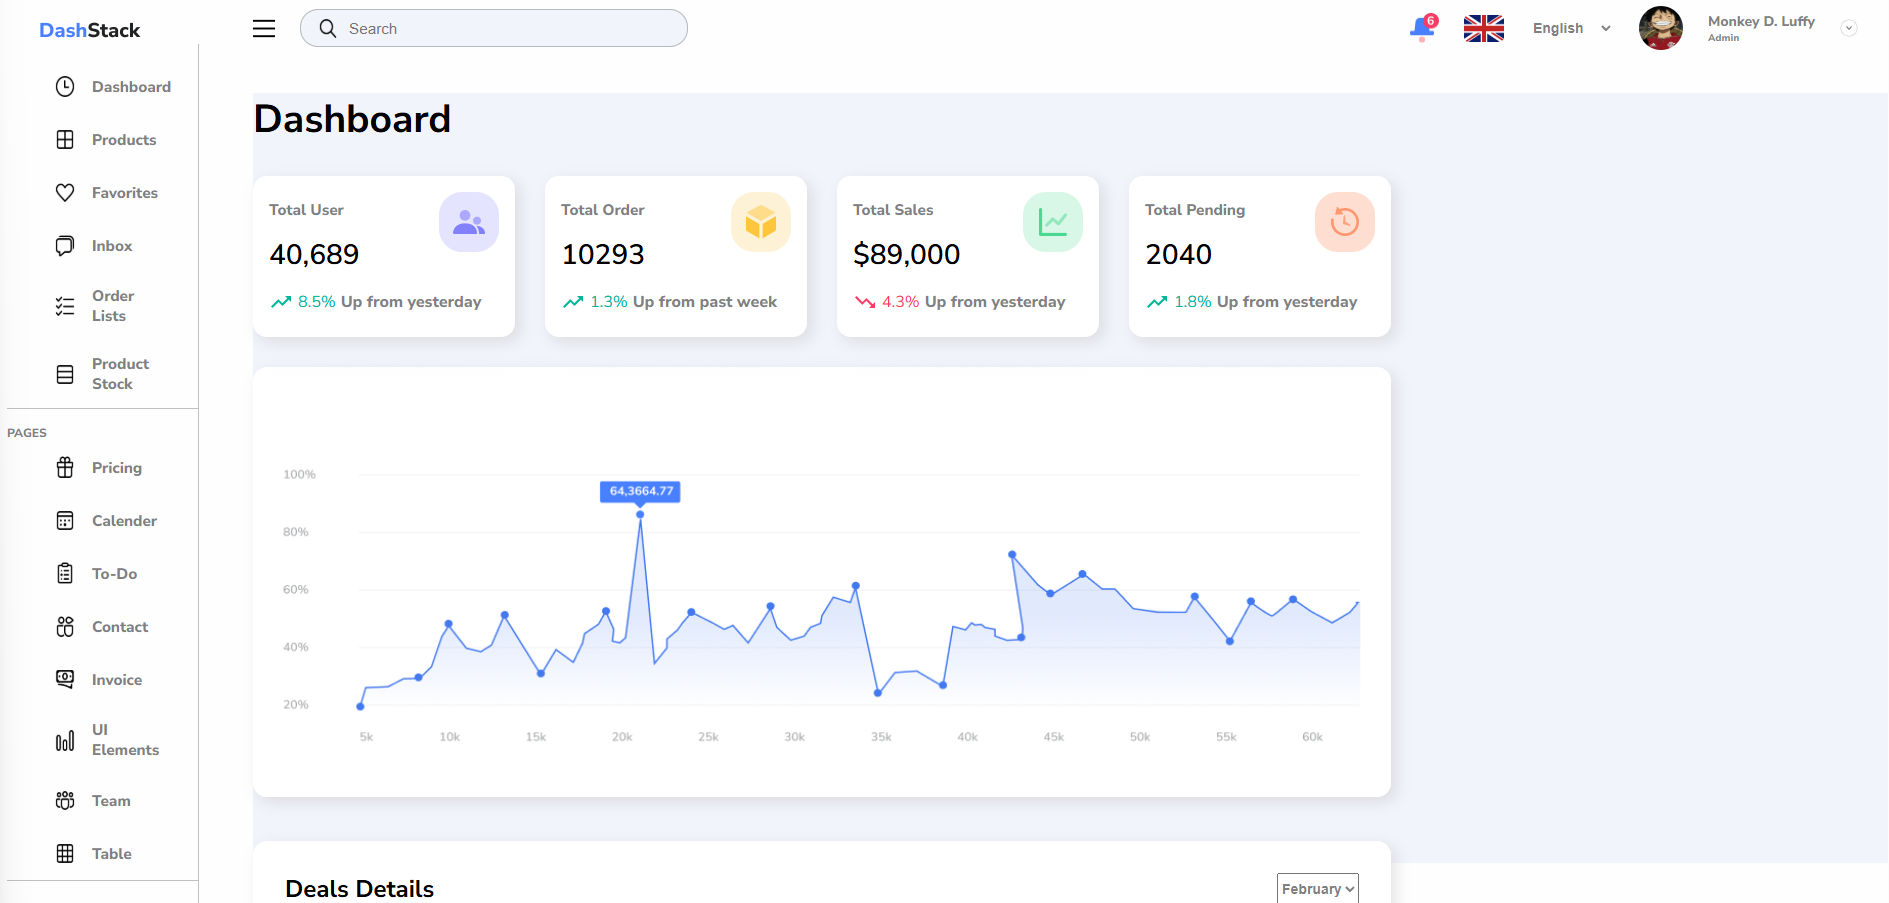 DashStack
Search
6
English
Monkey D. Luffy
Admin
Dashboard
Products
Favorites
Inbox
Order
Lists
Product
Stock
PAGES
Pricing
Calender
To-Do
Contact
Invoice
UI
Elements
Team
Table
Dashboard
Total User
40,689
8.5% Up from yesterday
Total Order
10293
1.3% Up from past week
Total Sales
$89,000
4.3% Up from yesterday
Total Pending
2040
1.8% Up from yesterday
100%
80%
60%
40%
20%
64,3664.77
5k 10k 15k 20k 25k 30k 35k 40k 45k 50k 55k 60k
Deals Details
February